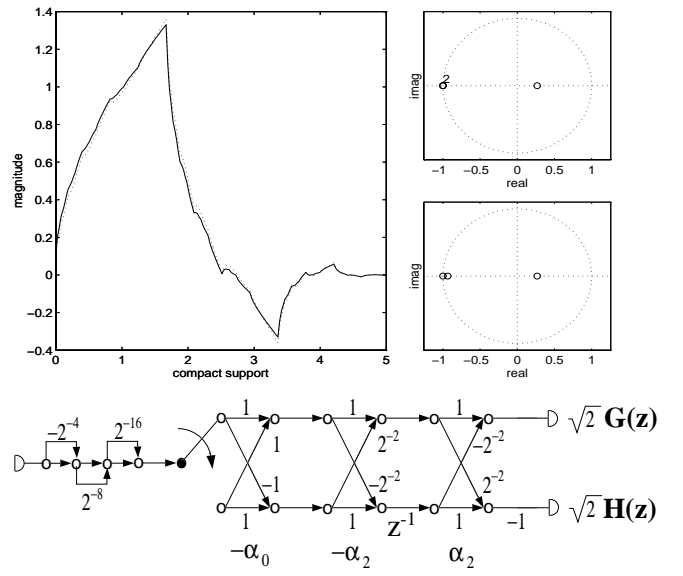 1.4
1.2
1
0.8
0.6
0.4
0.2
0
−0.2
−0.4
magnitude
0 1 2 3 4 5
compact support
imag
2
−1 −0.5 0 0.5 1
real
imag
−1 −0.5 0 0.5 1
real
−2⁻⁴ 2⁻¹⁶
2⁻⁸
1 1 1
1 2⁻² −2⁻²
−1 −2⁻² 2⁻²
1 1 z⁻¹ 1 −1
√2 G(z)
√2 H(z)
−α₀ −α₂ α₂